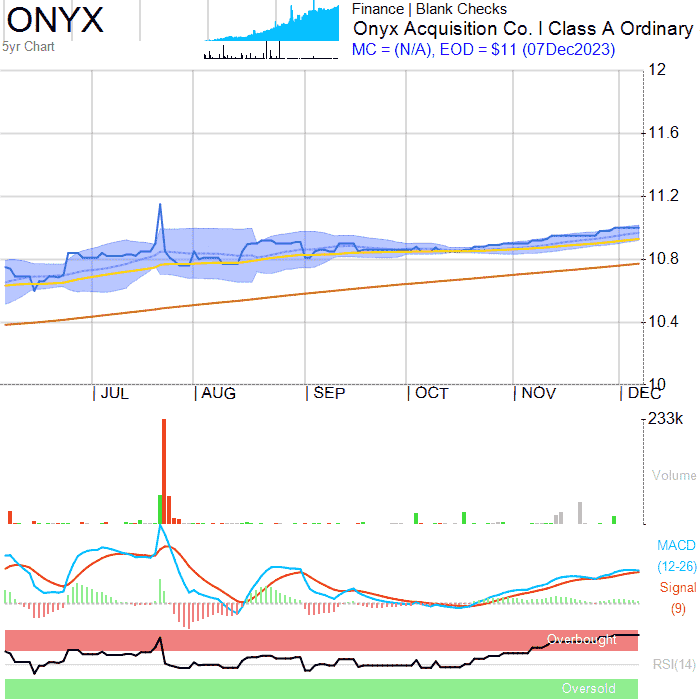 ONYX
5yr Chart
Finance | Blank Checks
Onyx Acquisition Co. I Class A Ordinary
MC = (N/A), EOD = $11 (07Dec2023)
12
11.6
11.2
10.8
10.4
10
JUL AUG SEP OCT NOV DEC
233k
Volume
MACD
(12-26)
Signal
(9)
Overbought
RSI(14)
Oversold